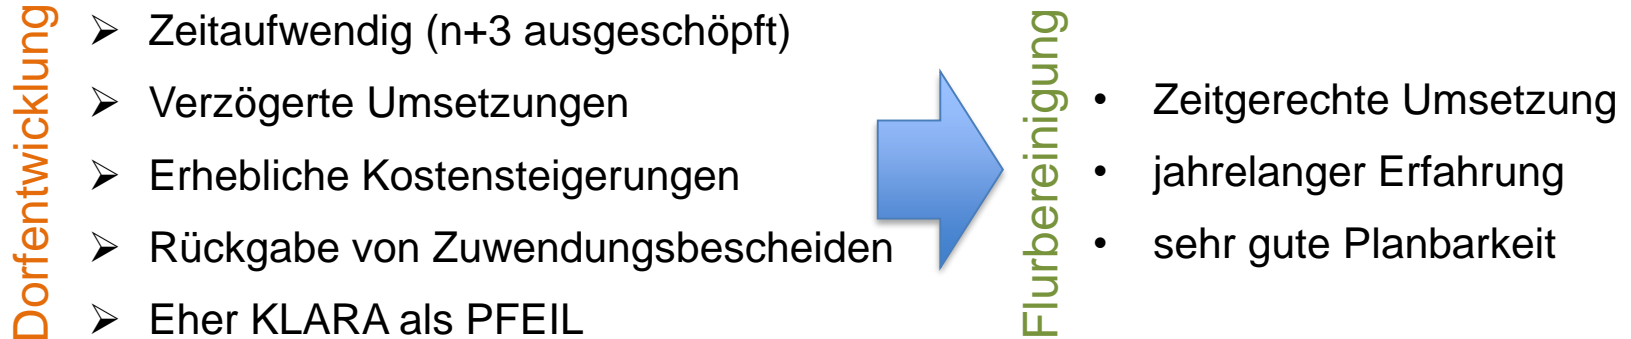 Dorfentwicklung
Zeitaufwendig (n+3 ausgeschöpft)
Verzögerte Umsetzungen
Erhebliche Kostensteigerungen
Rückgabe von Zuwendungsbescheiden
Eher KLARA als PFEIL
Flurbereinigung
Zeitgerechte Umsetzung
jahrelanger Erfahrung
sehr gute Planbarkeit